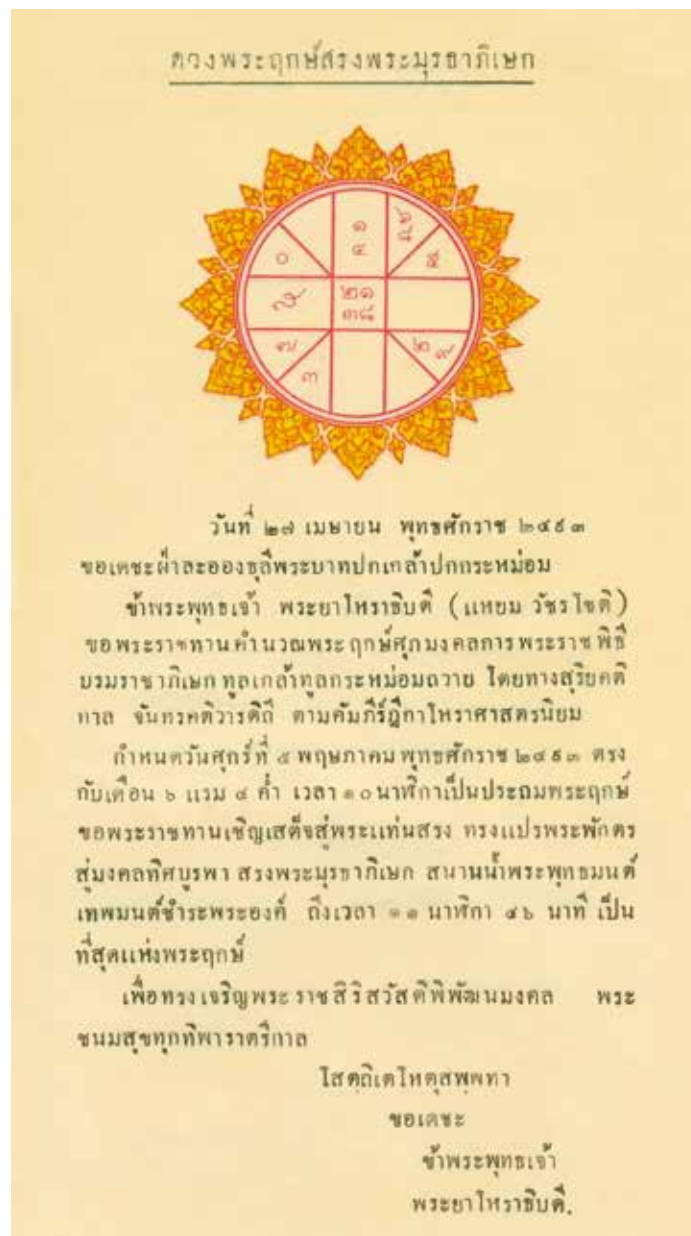 ดวงพระฤกษ์สรงพระมุรธาภิเษก
๑
๔
๐
๕
๒๑
๓๘
๗
๓
๒
๙
วันที่ ๒๗ เมษายน พุทธศักราช ๒๔๙๓
ขอเดชะฝ่าละอองธุลีพระบาทปกเกล้าปกกระหม่อม
ข้าพระพุทธเจ้า พระยาโหราธิบดี (แหยม วัชรโชติ)
ขอพระราชทานคำนวณพระฤกษ์ศุภมงคลการพระราชพิธี
บรมราชาภิเษก ทูลเกล้าทูลกระหม่อมถวาย โดยทางสุริยคติ
กาล จันทรคติวารดิถี ตามคัมภีร์ฎีกาโหราศาสตรนิยม
กำหนดวันศุกร์ที่ ๕ พฤษภาคม พุทธศักราช ๒๔๙๓ ตรง
กับเดือน ๖ แรม ๔ ค่ำ เวลา ๑๐ นาฬิกาเป็นประถมพระฤกษ์
ขอพระราชทานเชิญเสด็จสู่พระแท่นสรง ทรงแปรพระพักตร
สู่มงคลทิศบูรพา สรงพระมุรธาภิเษก สนานน้ำพระพุทธมนต์
เทพมนต์ชำระพระองค์ ถึงเวลา ๑๑ นาฬิกา ๔๖ นาที เป็น
ที่สุดแห่งพระฤกษ์
เพื่อทรงเจริญพระราชสิริสวัสดิพิพัฒนมงคล พระ
ชนมสุขทุกทิพาราตรีกาล
โสตฺถิเตโหตุสพฺพทา
ขอเดชะ
ข้าพระพุทธเจ้า
พระยาโหราธิบดี.